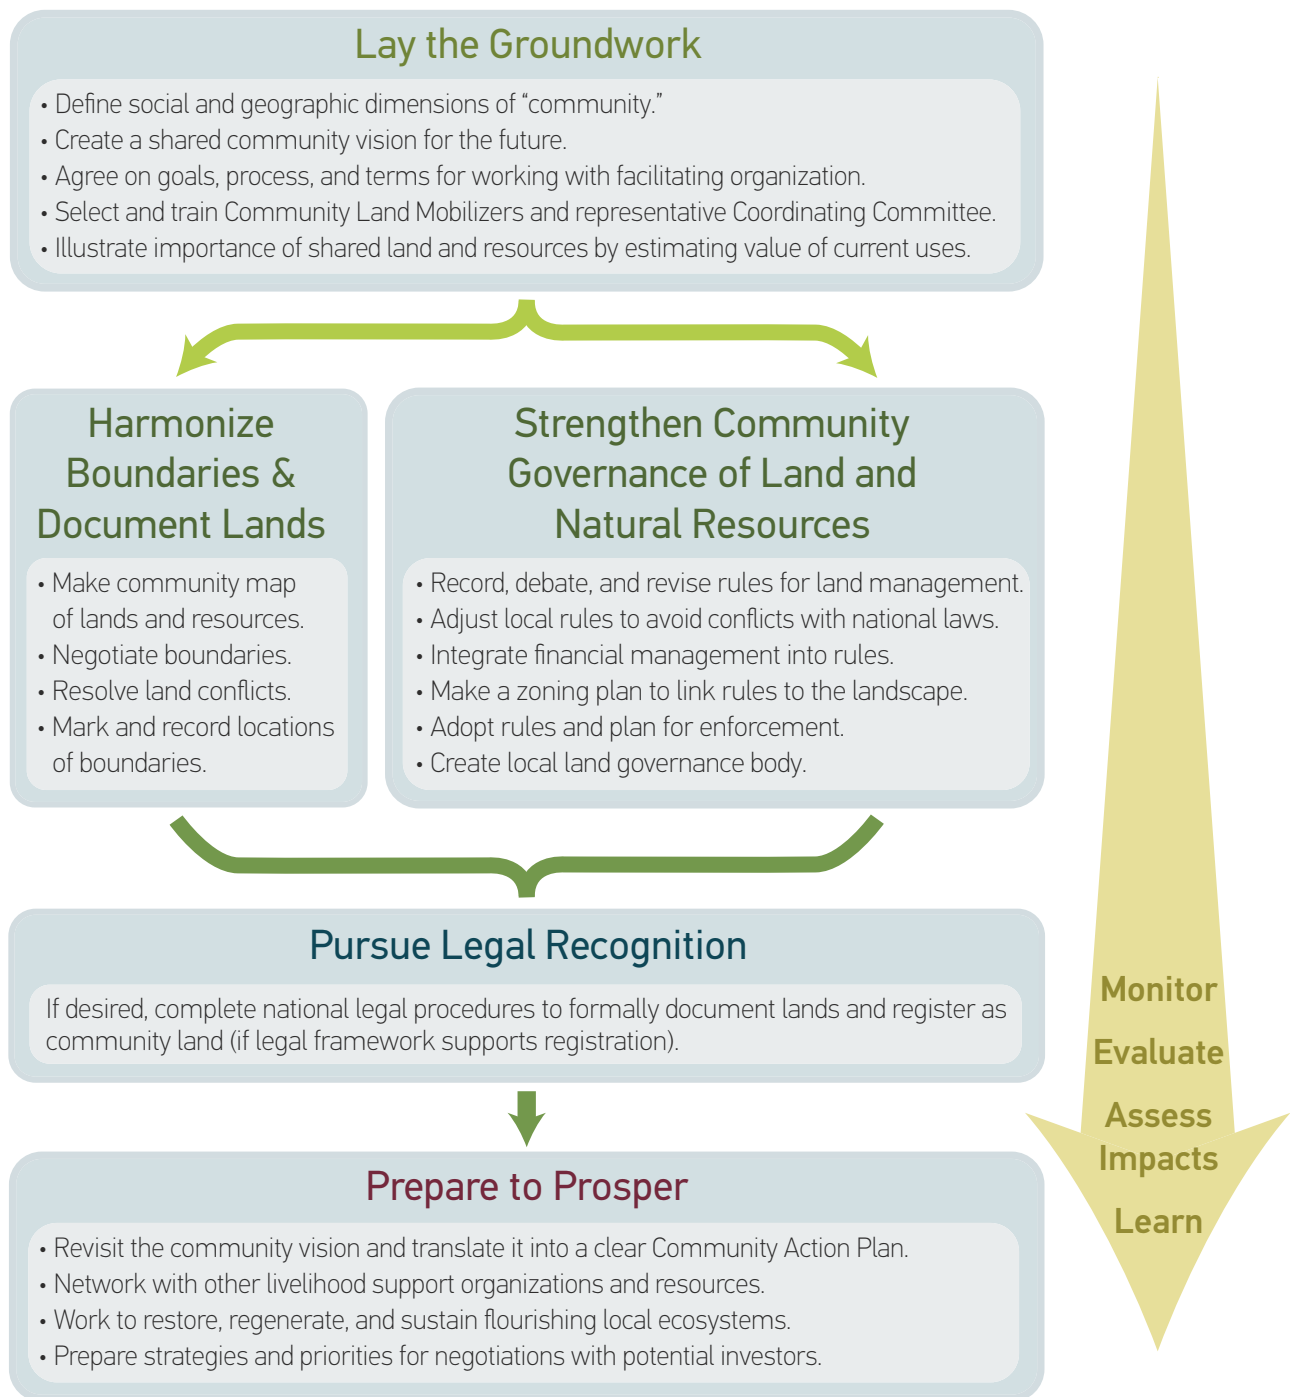 Lay the Groundwork
• Define social and geographic dimensions of “community.”
• Create a shared community vision for the future.
• Agree on goals, process, and terms for working with facilitating organization.
• Select and train Community Land Mobilizers and representative Coordinating Committee.
• Illustrate importance of shared land and resources by estimating value of current uses.
Harmonize
Boundaries &
Document Lands
• Make community map
of lands and resources.
• Negotiate boundaries.
• Resolve land conflicts.
• Mark and record locations
of boundaries.
Strengthen Community
Governance of Land and
Natural Resources
• Record, debate, and revise rules for land management.
• Adjust local rules to avoid conflicts with national laws.
• Integrate financial management into rules.
• Make a zoning plan to link rules to the landscape.
• Adopt rules and plan for enforcement.
• Create local land governance body.
Pursue Legal Recognition
If desired, complete national legal procedures to formally document lands and register as
community land (if legal framework supports registration).
Prepare to Prosper
• Revisit the community vision and translate it into a clear Community Action Plan.
• Network with other livelihood support organizations and resources.
• Work to restore, regenerate, and sustain flourishing local ecosystems.
• Prepare strategies and priorities for negotiations with potential investors.
Monitor
Evaluate
Assess
Impacts
Learn